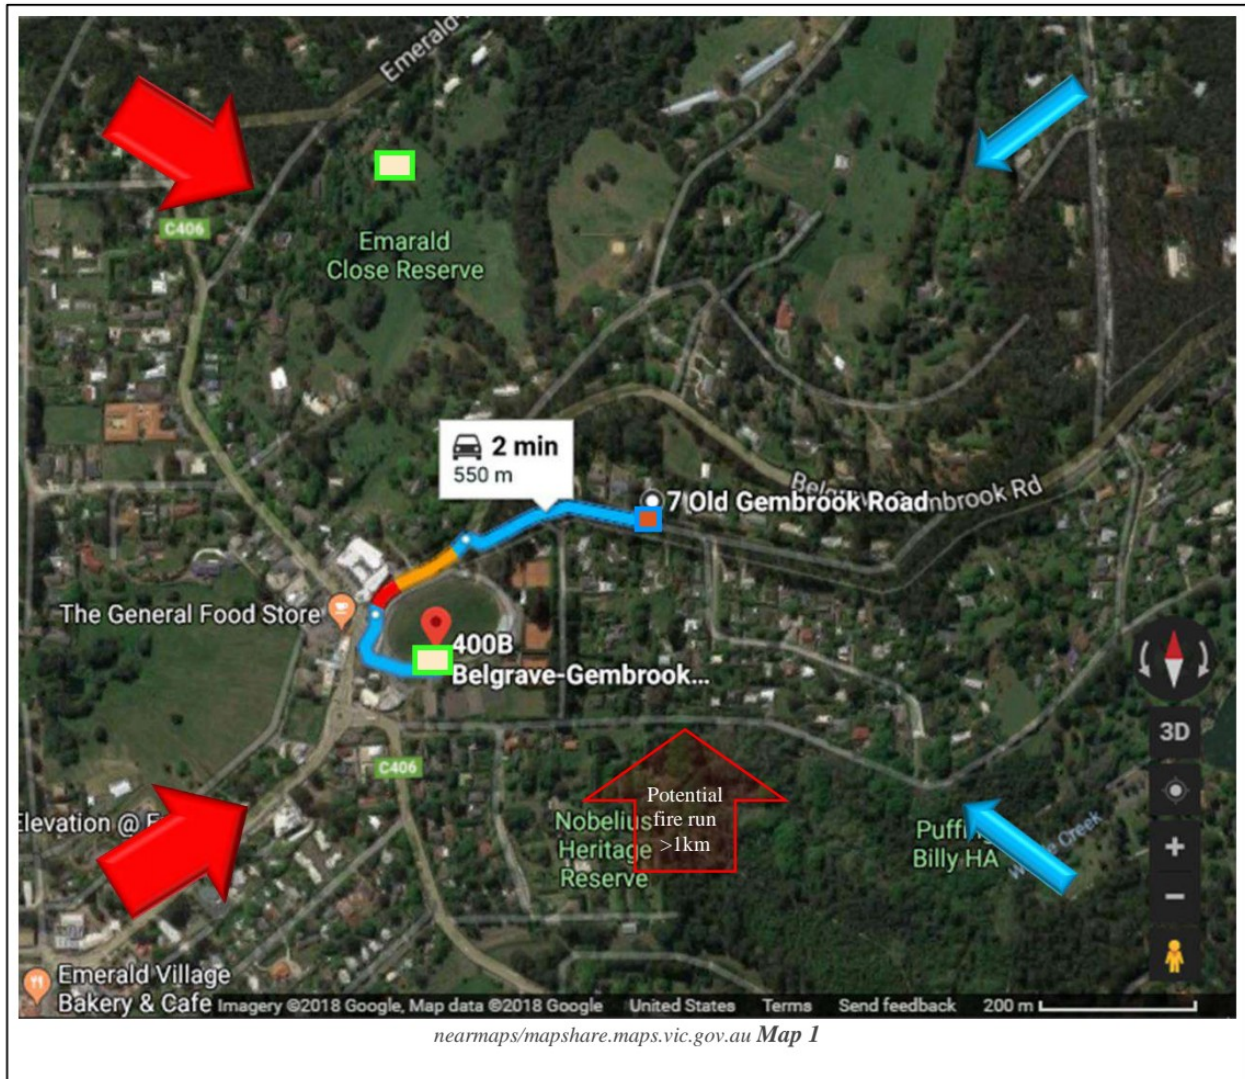 Emerald
C406
Emarald
Close Reserve
2 min
550 m
7 Old Gembrook Road
Gembrook Rd
The General Food Store
400B
Belgrave-Gembrook...
3D
C406
Potential
fire run
>1km
Elevation @
Nobelius
Heritage
Reserve
Billy HA
Creek
Emerald Village
Bakery & Cafe
Imagery ©2018 Google, Map data ©2018 Google United States Terms Send feedback 200 m
nearmaps/mapshare.maps.vic.gov.au Map 1